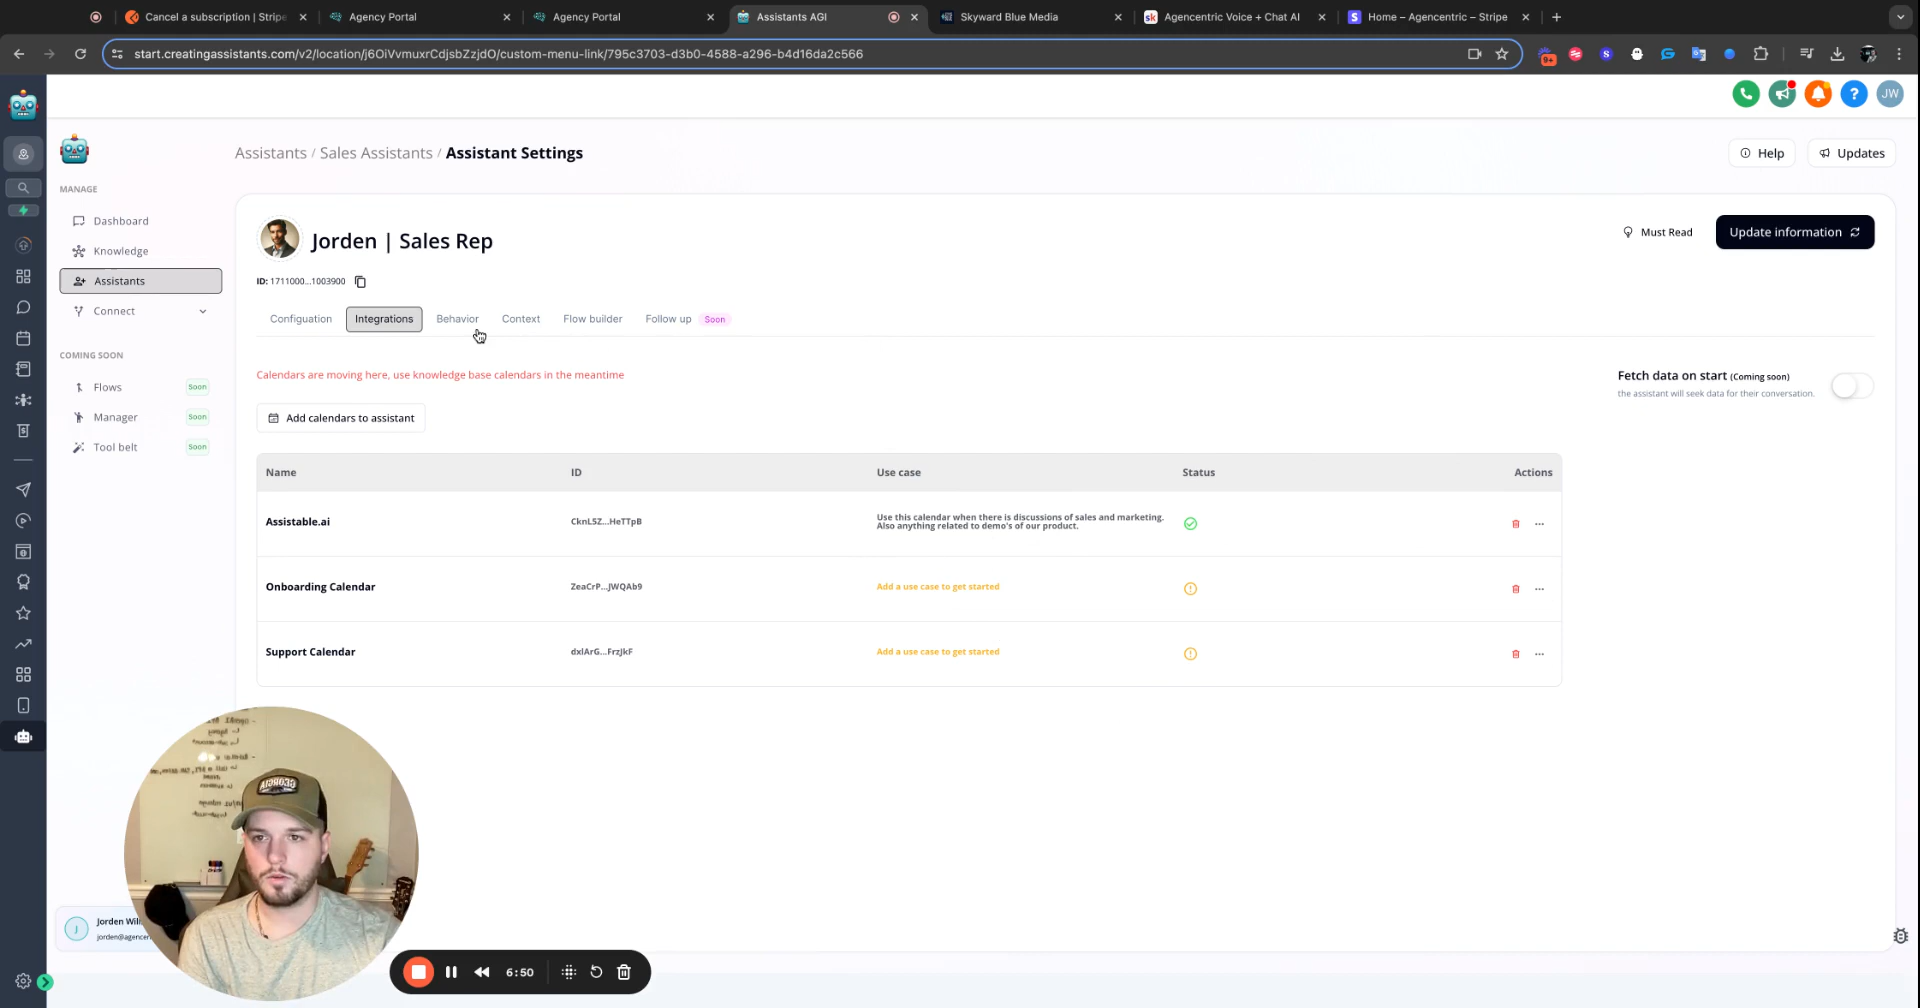 Cancel a subscription | Stripe
Agency Portal
Agency Portal
Assistants AGI
Skyward Blue Media
sk
Agencentric Voice + Chat AI
S
Home – Agencentric – Stripe
start.creatingassistants.com/v2/location/j6OiVvmuxrCdjsbZzjdO/custom-menu-link/795c3703-d3b0-4588-a296-b4d16da2c566
9+
JW
Assistants / Sales Assistants / Assistant Settings
Help
Updates
MANAGE
Dashboard
Knowledge
Assistants
Connect
COMING SOON
Flows
Soon
Manager
Soon
Tool belt
Soon
Jorden | Sales Rep
Must Read
Update information
ID: 1711000...1003900
Configuation
Integrations
Behavior
Context
Flow builder
Follow up
Soon
Calendars are moving here, use knowledge base calendars in the meantime
Fetch data on start (Coming soon)
the assistant will seek data for their conversation.
Add calendars to assistant
Name
ID
Use case
Status
Actions
Assistable.ai
CknL5Z...HeTTpB
Use this calendar when there is discussions of sales and marketing.
Also anything related to demo's of our product.
Onboarding Calendar
ZeaCrP...JWQAb9
Add a use case to get started
Support Calendar
dxlArG...FrzJkF
Add a use case to get started
GEORGIA
J
Jorden Will
jorden@agencen
6:50